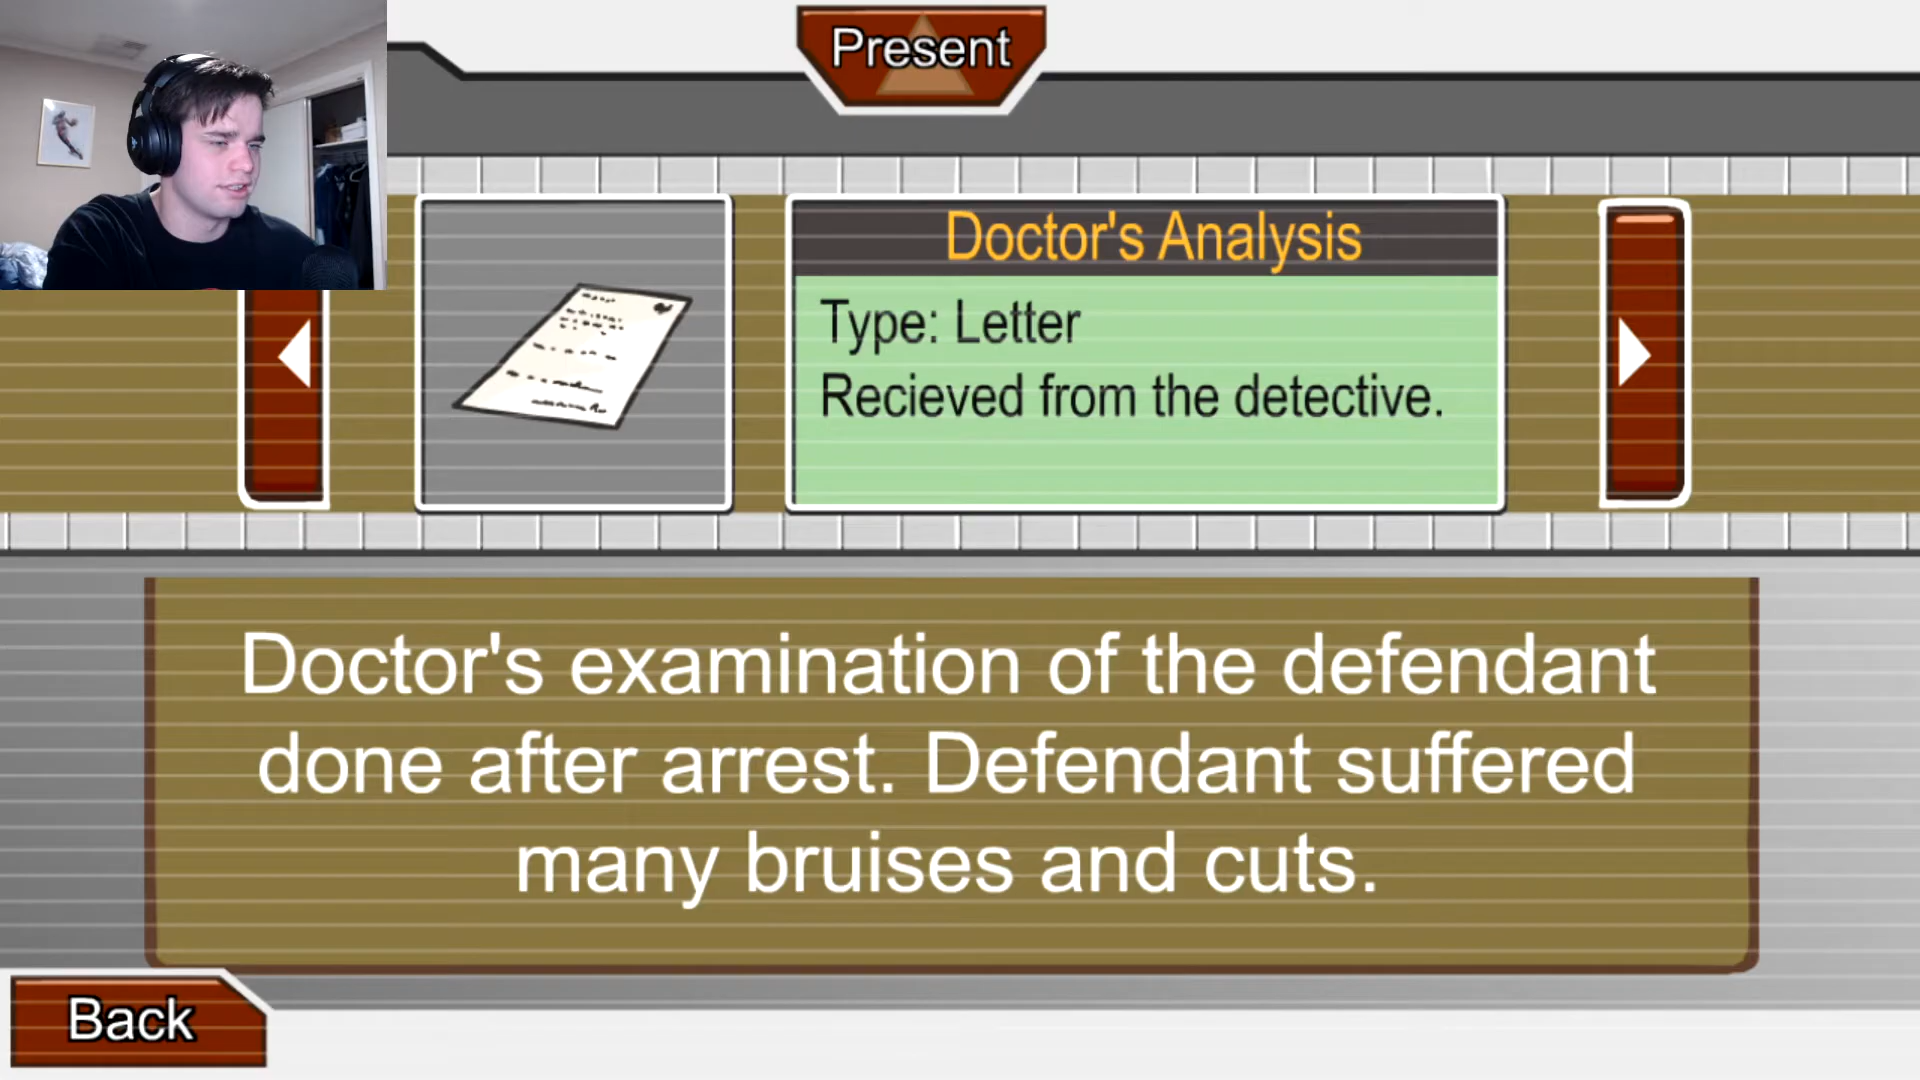 Present
Doctor's Analysis
Type: Letter
Recieved from the detective.
Doctor's examination of the defendant
done after arrest. Defendant suffered
many bruises and cuts.
Back